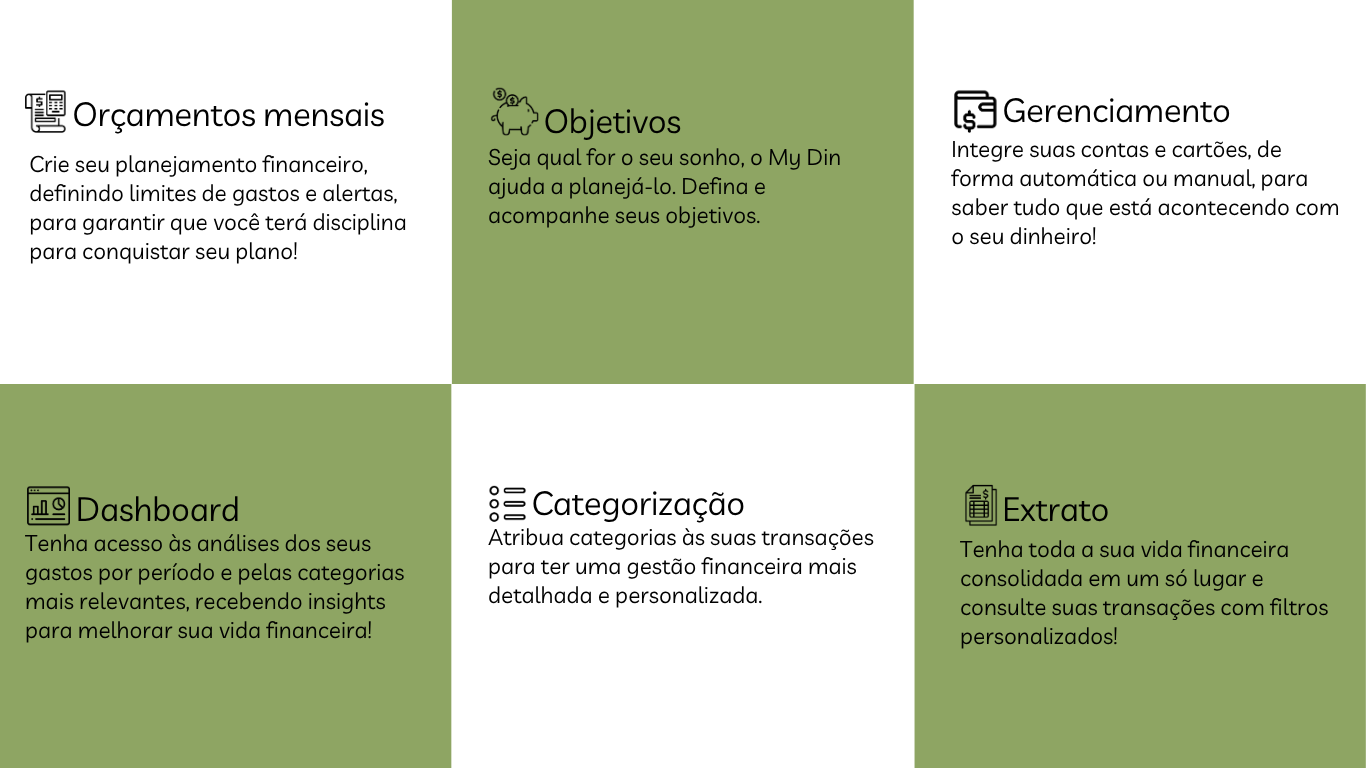 Orçamentos mensais
Crie seu planejamento financeiro,
definindo limites de gastos e alertas,
para garantir que você terá disciplina
para conquistar seu plano!
Objetivos
Seja qual for o seu sonho, o My Din
ajuda a planejá-lo. Defina e
acompanhe seus objetivos.
Gerenciamento
Integre suas contas e cartões, de
forma automática ou manual, para
saber tudo que está acontecendo com
o seu dinheiro!
Dashboard
Tenha acesso às análises dos seus
gastos por período e pelas categorias
mais relevantes, recebendo insights
para melhorar sua vida financeira!
Categorização
Atribua categorias às suas transações
para ter uma gestão financeira mais
detalhada e personalizada.
Extrato
Tenha toda a sua vida financeira
consolidada em um só lugar e
consulte suas transações com filtros
personalizados!